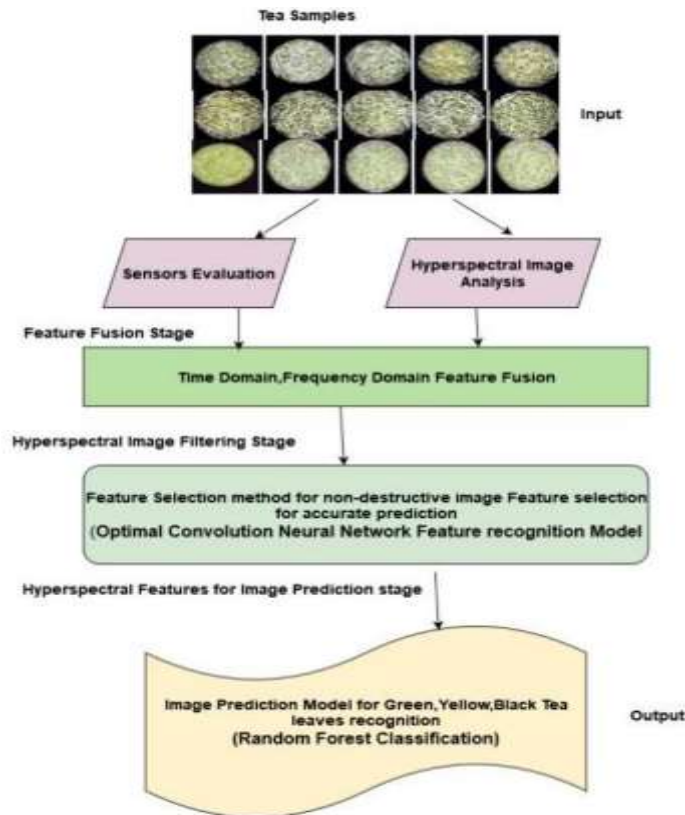 Tea Samples
Input
Sensors Evaluation
Hyperspectral Image
Analysis
Feature Fusion Stage
Time Domain,Frequency Domain Feature Fusion
Hyperspectral Image Filtering Stage
Feature Selection method for non-destructive image Feature selection
for accurate prediction
(Optimal Convolution Neural Network Feature recognition Model
Hyperspectral Features for Image Prediction stage
Image Prediction Model for Green,Yellow,Black Tea
leaves recognition
(Random Forest Classification)
Output